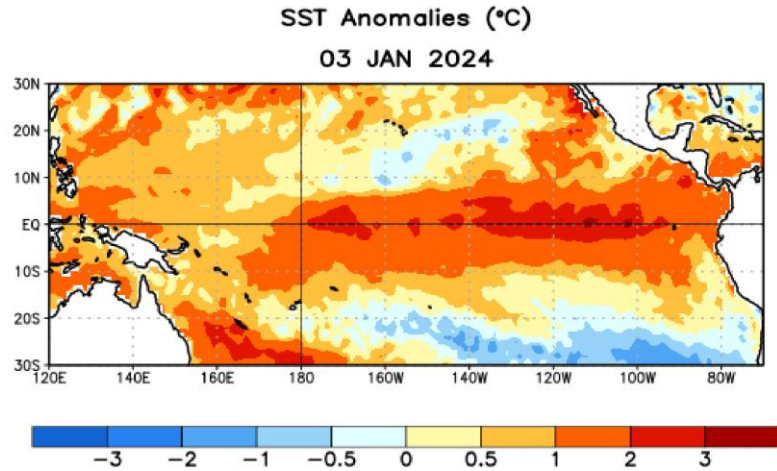 SST Anomalies (°C)
03 JAN 2024
30N
20N
10N
EQ
10S
20S
30S
120E 140E 160E 180 160W 140W 120W 100W 80W
-3 -2 -1 -0.5 0 0.5 1 2 3